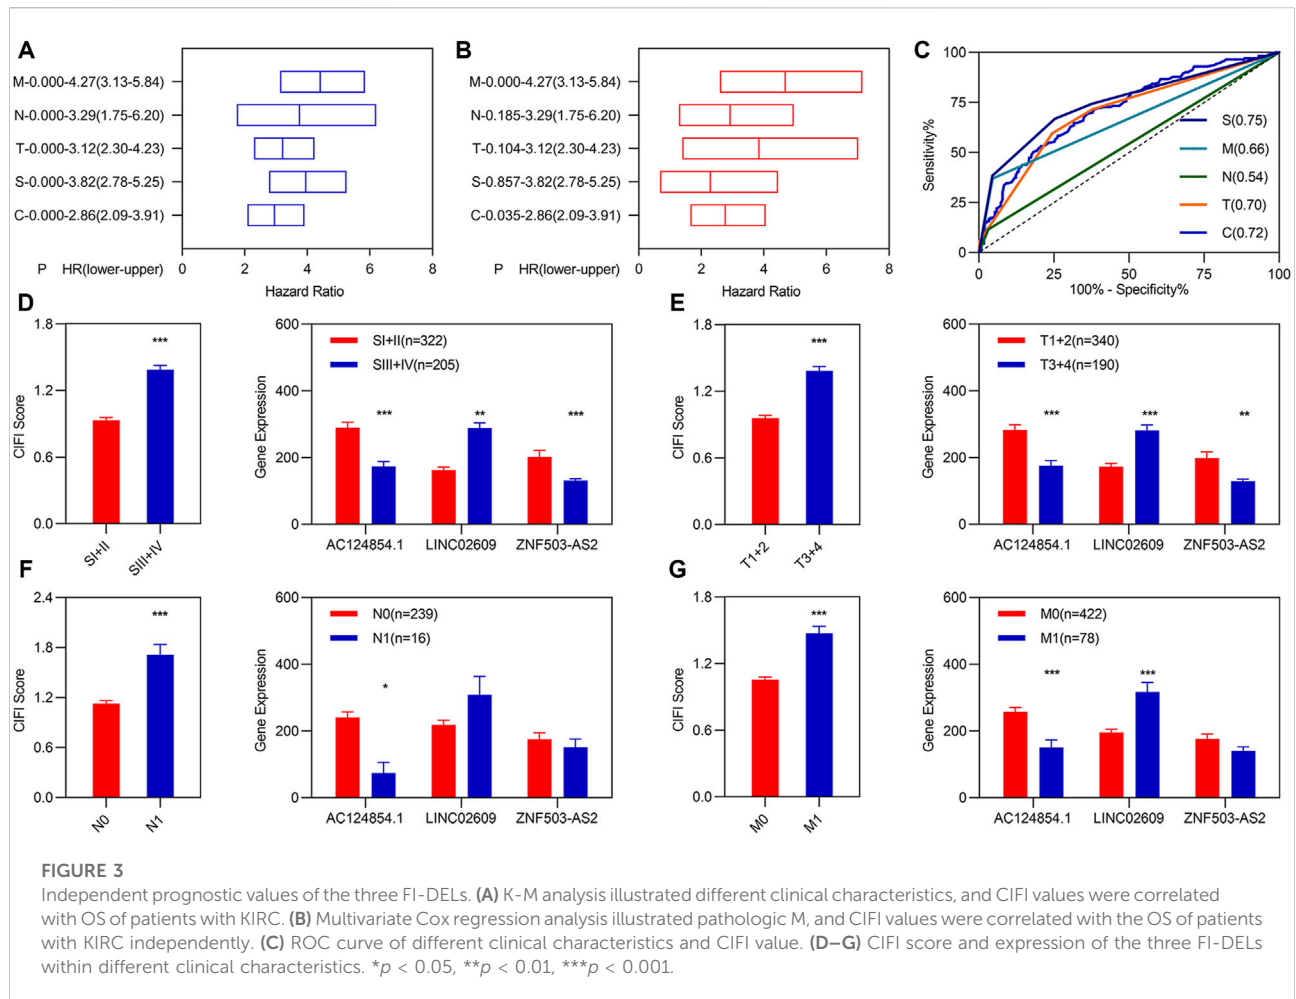 A
M-0.000-4.27(3.13-5.84)
N-0.000-3.29(1.75-6.20)
T-0.000-3.12(2.30-4.23)
S-0.000-3.82(2.78-5.25)
C-0.000-2.86(2.09-3.91)
P HR(lower-upper)
0 2 4 6 8
Hazard Ratio
B
M-0.000-4.27(3.13-5.84)
N-0.185-3.29(1.75-6.20)
T-0.104-3.12(2.30-4.23)
S-0.857-3.82(2.78-5.25)
C-0.035-2.86(2.09-3.91)
P HR(lower-upper)
0 2 4 6 8
Hazard Ratio
C
Sensitivity%
100
75
50
25
0
S(0.75)
M(0.66)
N(0.54)
T(0.70)
C(0.72)
0 25 50 75 100
100% - Specificity%
D
CIFI Score
1.8
1.2
0.6
0.0
***
SI+II
SIII+IV
Gene Expression
600
400
200
0
SI+II(n=322)
SIII+IV(n=205)
*** ** ***
AC124854.1 LINC02609 ZNF503-AS2
E
CIFI Score
1.8
1.2
0.6
0.0
***
T1+2
T3+4
Gene Expression
600
400
200
0
T1+2(n=340)
T3+4(n=190)
*** *** **
AC124854.1 LINC02609 ZNF503-AS2
F
CIFI Score
2.4
1.8
1.2
0.6
0.0
***
N0
N1
Gene Expression
600
400
200
0
N0(n=239)
N1(n=16)
*
AC124854.1 LINC02609 ZNF503-AS2
G
CIFI Score
1.8
1.2
0.6
0.0
***
M0
M1
Gene Expression
600
400
200
0
M0(n=422)
M1(n=78)
*** ***
AC124854.1 LINC02609 ZNF503-AS2
FIGURE 3
Independent prognostic values of the three FI-DELs. (A) K-M analysis illustrated different clinical characteristics, and CIFI values were correlated
with OS of patients with KIRC. (B) Multivariate Cox regression analysis illustrated pathologic M, and CIFI values were correlated with the OS of patients
with KIRC independently. (C) ROC curve of different clinical characteristics and CIFI value. (D–G) CIFI score and expression of the three FI-DELs
within different clinical characteristics. *p < 0.05, **p < 0.01, ***p < 0.001.